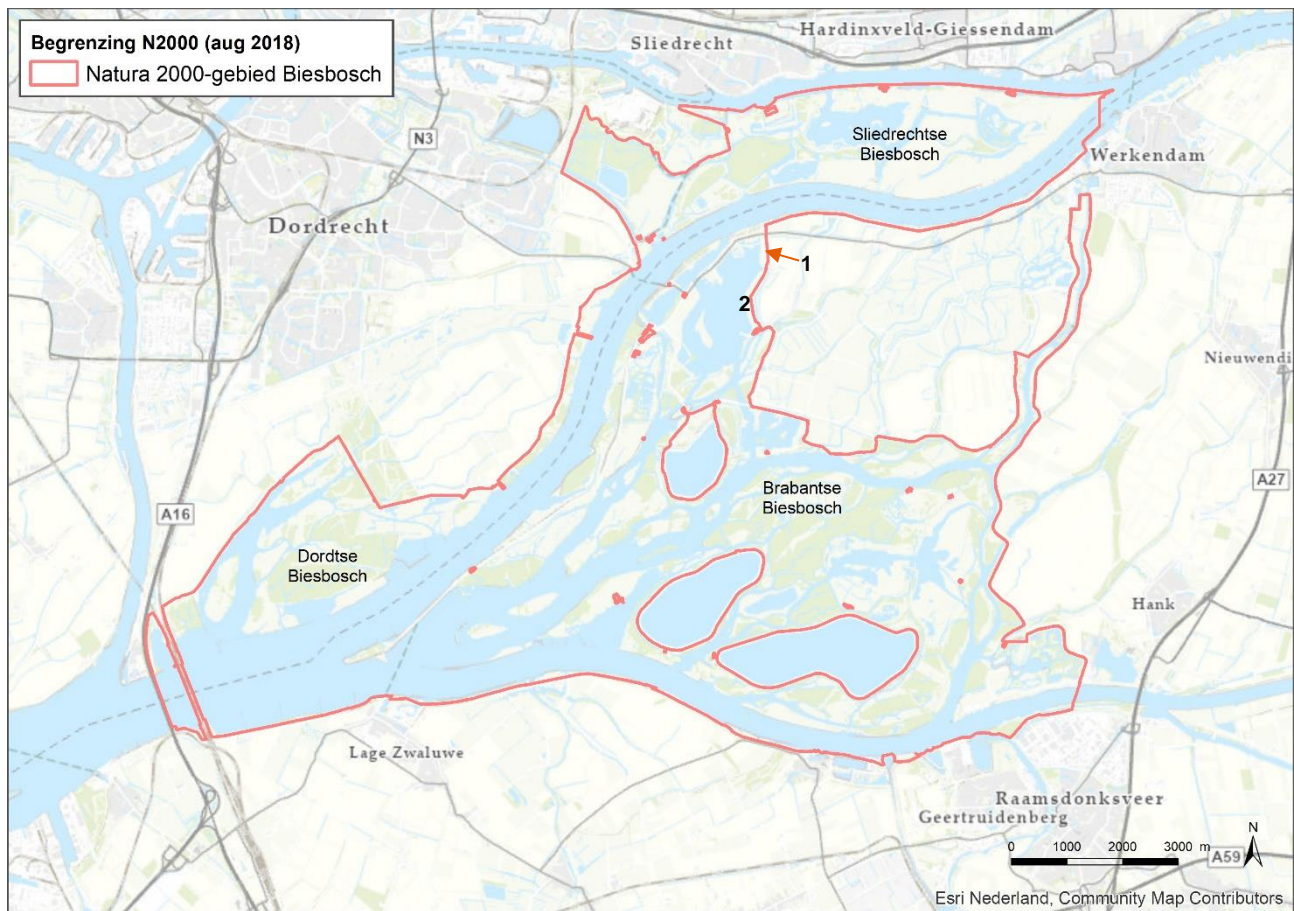 Begrenzing N2000 (aug 2018)
Natura 2000-gebied Biesbosch
Sliedrecht
Hardinxveld-Giessendam
N3
Sliedrechtse
Biesbosch
Werkendam
Dordrecht
1
2
Nieuwendi
A27
Brabantse
Biesbosch
A16
Dordtse
Biesbosch
Hank
Lage Zwaluwe
Raamsdonksveer
Geertruidenberg
N
0 1000 2000 3000 m
A59
Esri Nederland, Community Map Contributors